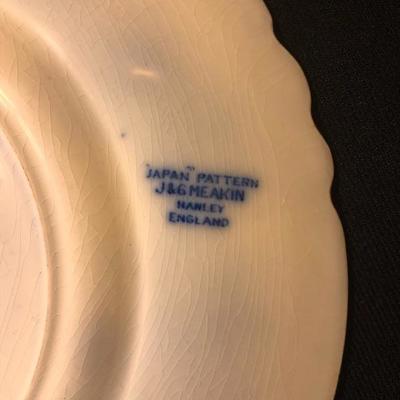 "JAPAN" PATTERN
J&G MEAKIN
HANLEY
ENGLAND